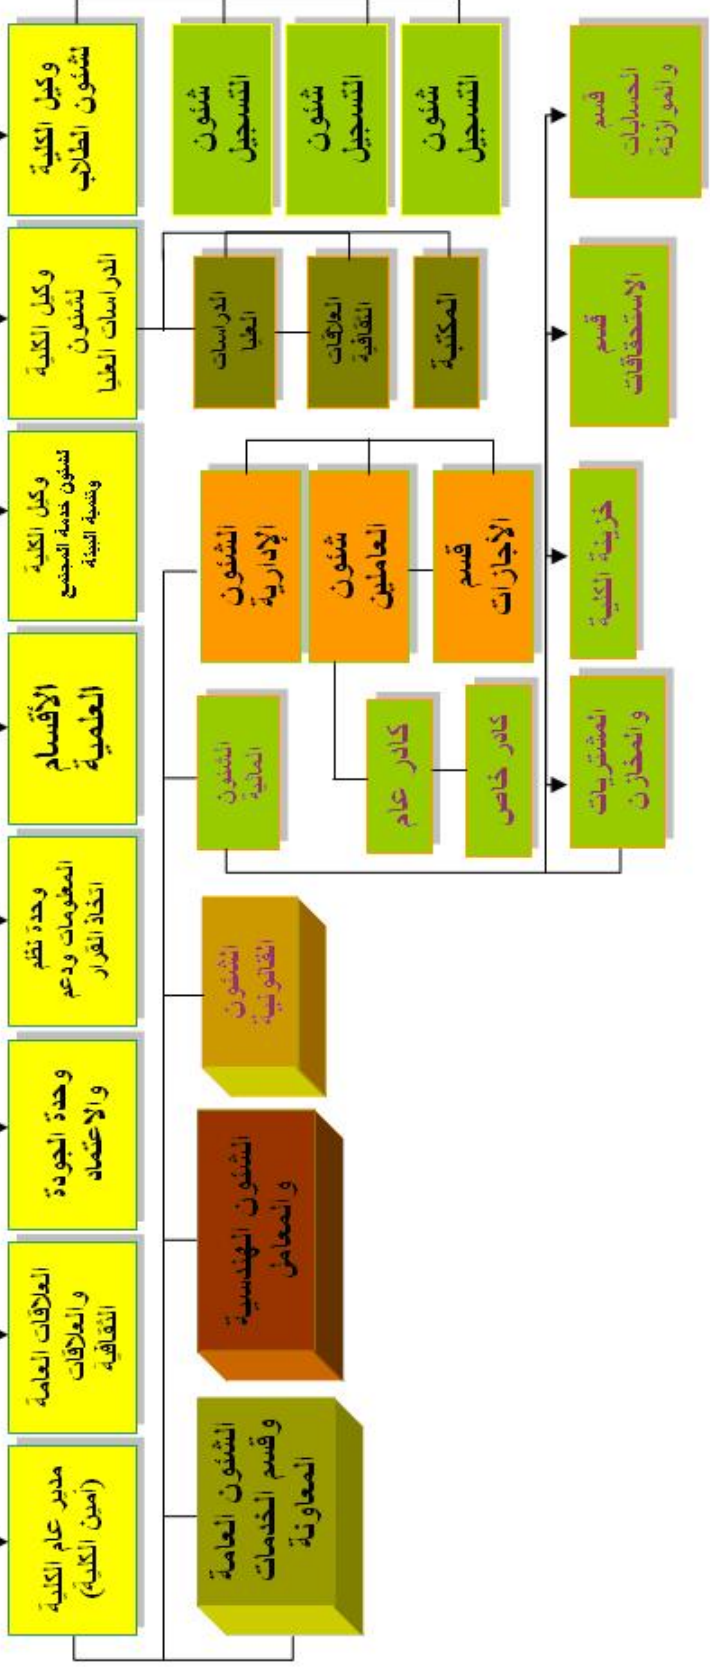 وكيل الكلية
لشئون الطلاب
وكيل الكلية
لشئون
الدراسات العليا
وكيل الكلية
لشئون خدمة المجتمع
وتنمية البيئة
الأقسام
العلمية
وحدة نظم
المعلومات ودعم
اتخاذ القرار
وحدة الجودة
والاعتماد
العلاقات العامة
والعلاقات
الثقافية
مدير عام الكلية
(أمين الكلية)
شئون
التسجيل
شئون
التسجيل
شئون
التسجيل
الدراسات
العليا
العلاقات
الثقافية
المكتبة
الشئون
الإدارية
شئون
العاملين
قسم
الأجازات
الشئون
المالية
كادر عام
كادر خاص
الشئون
القانونية
الشئون الهندسية
والمعامل
الشئون العامة
وقسم الخدمات
المعاونة
قسم
الحسابات
والموازنة
قسم
الاستحقاقات
خزينة الكلية
المشتريات
والمخازن